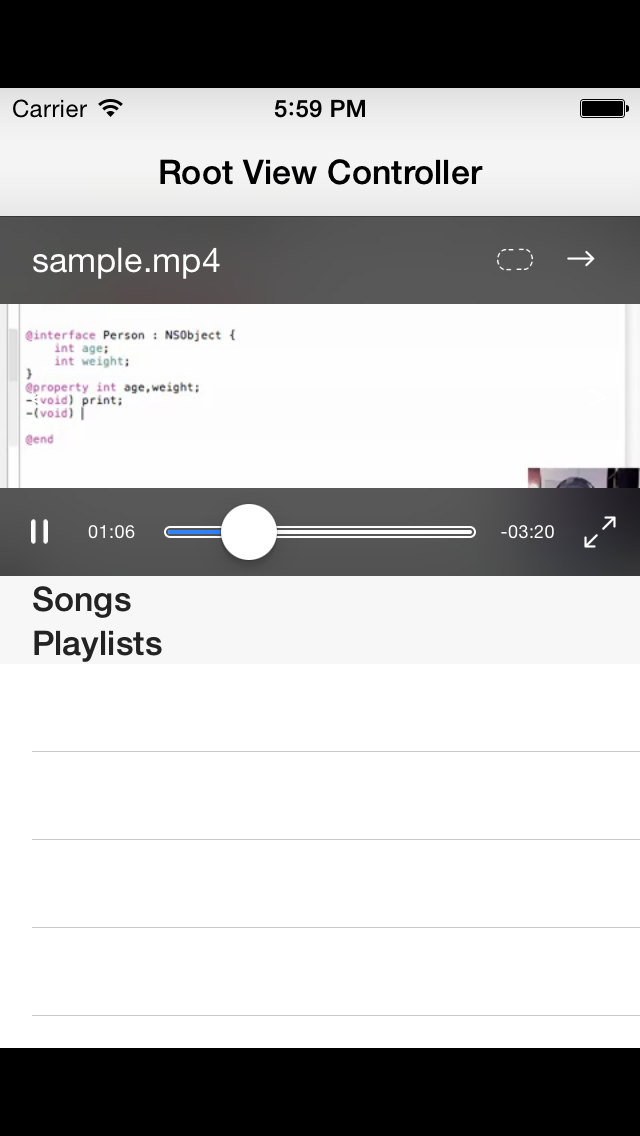 Carrier 5:59 PM
Root View Controller
sample.mp4
@interface Person : NSObject {
int age;
int weight;
}
@property int age,weight;
-(void) print;
-(void)
@end
01:06 -03:20
Songs
Playlists